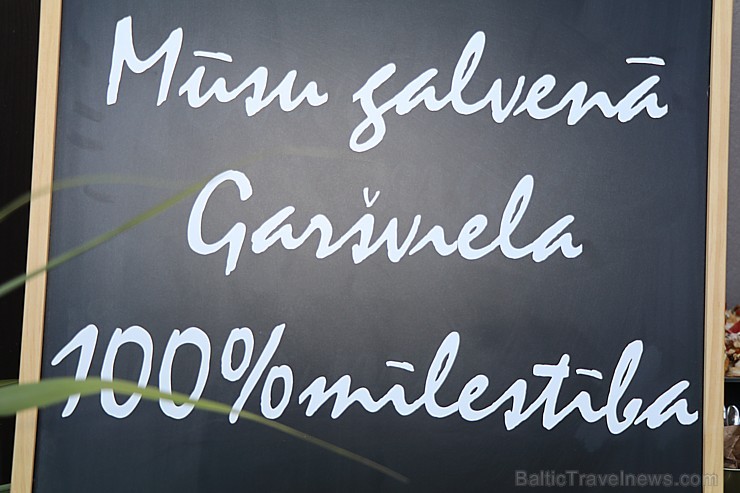 Mūsu galvenā
Garšviela
100% mīlestība
BalticTravelnews.com